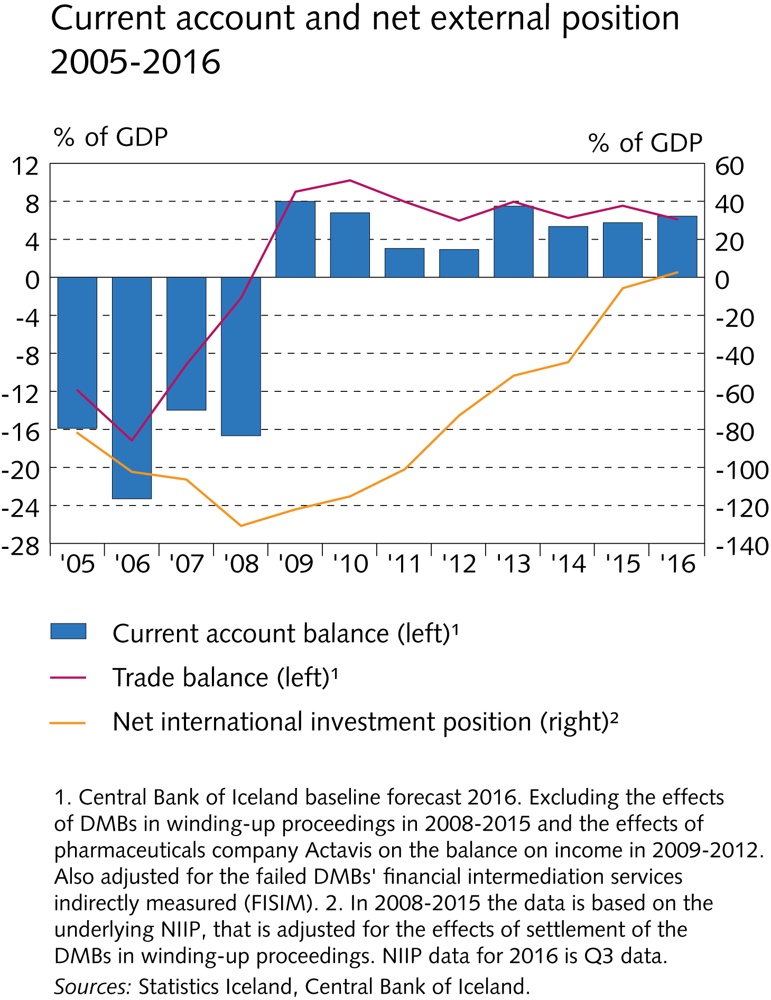 Current account and net external position
2005-2016
% of GDP
% of GDP
12
8
4
0
-4
-8
-12
-16
-20
-24
-28
60
40
20
0
-20
-40
-60
-80
-100
-120
-140
'05 '06 '07 '08 '09 '10 '11 '12 '13 '14 '15 '16
Current account balance (left)¹
Trade balance (left)¹
Net international investment position (right)²
1. Central Bank of Iceland baseline forecast 2016. Excluding the effects
of DMBs in winding-up proceedings in 2008-2015 and the effects of
pharmaceuticals company Actavis on the balance on income in 2009-2012.
Also adjusted for the failed DMBs' financial intermediation services
indirectly measured (FISIM). 2. In 2008-2015 the data is based on the
underlying NIIP, that is adjusted for the effects of settlement of the
DMBs in winding-up proceedings. NIIP data for 2016 is Q3 data.
Sources: Statistics Iceland, Central Bank of Iceland.